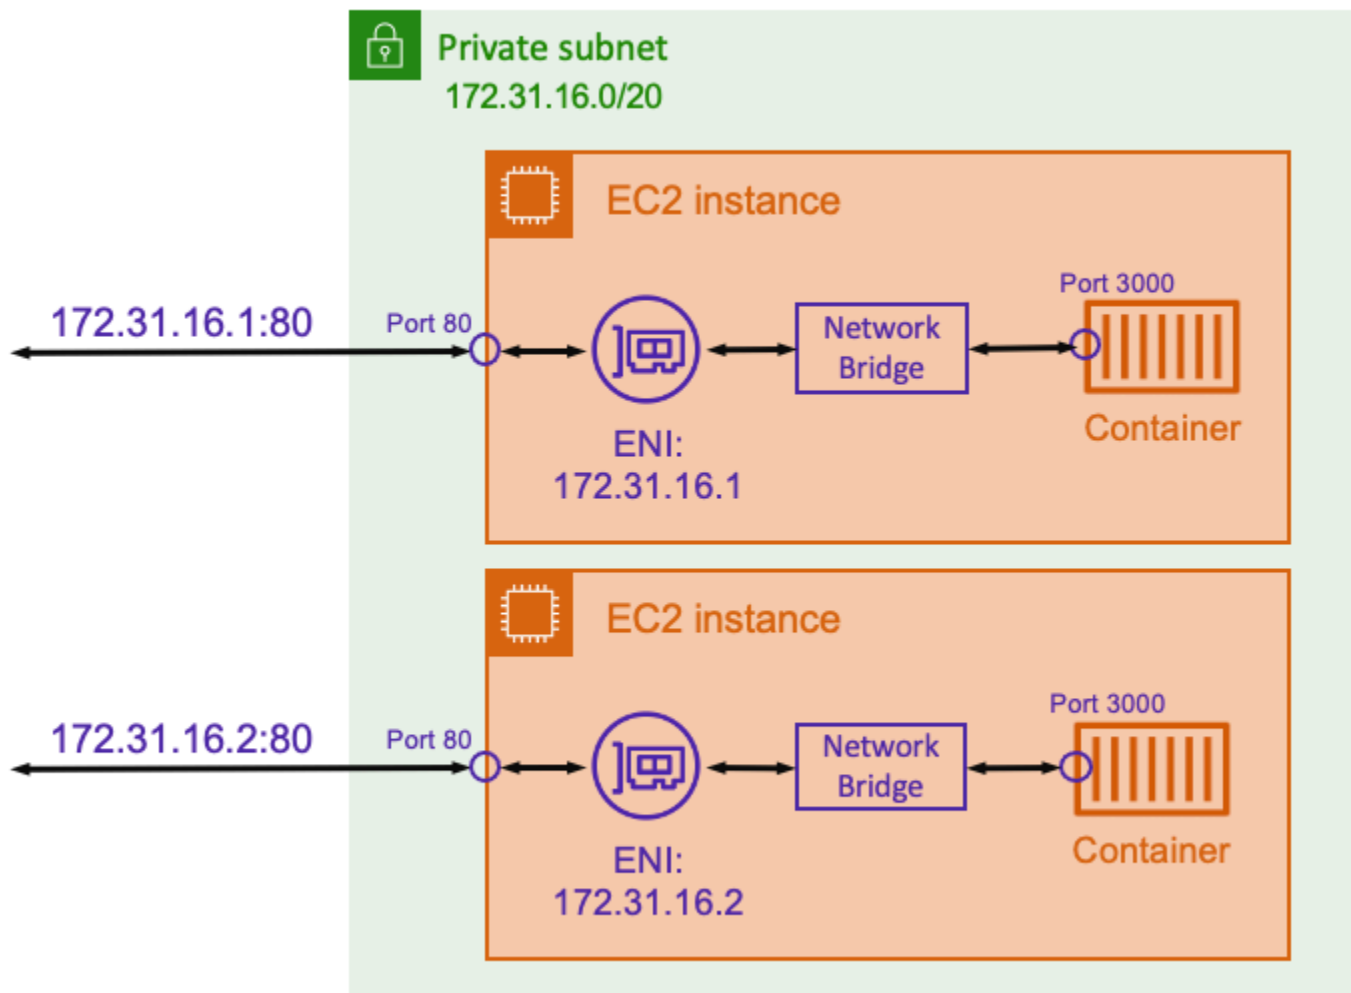 Private subnet
172.31.16.0/20
EC2 instance
Port 3000
172.31.16.1:80
Port 80
Network
Bridge
Container
ENI:
172.31.16.1
EC2 instance
Port 3000
172.31.16.2:80
Port 80
Network
Bridge
Container
ENI:
172.31.16.2